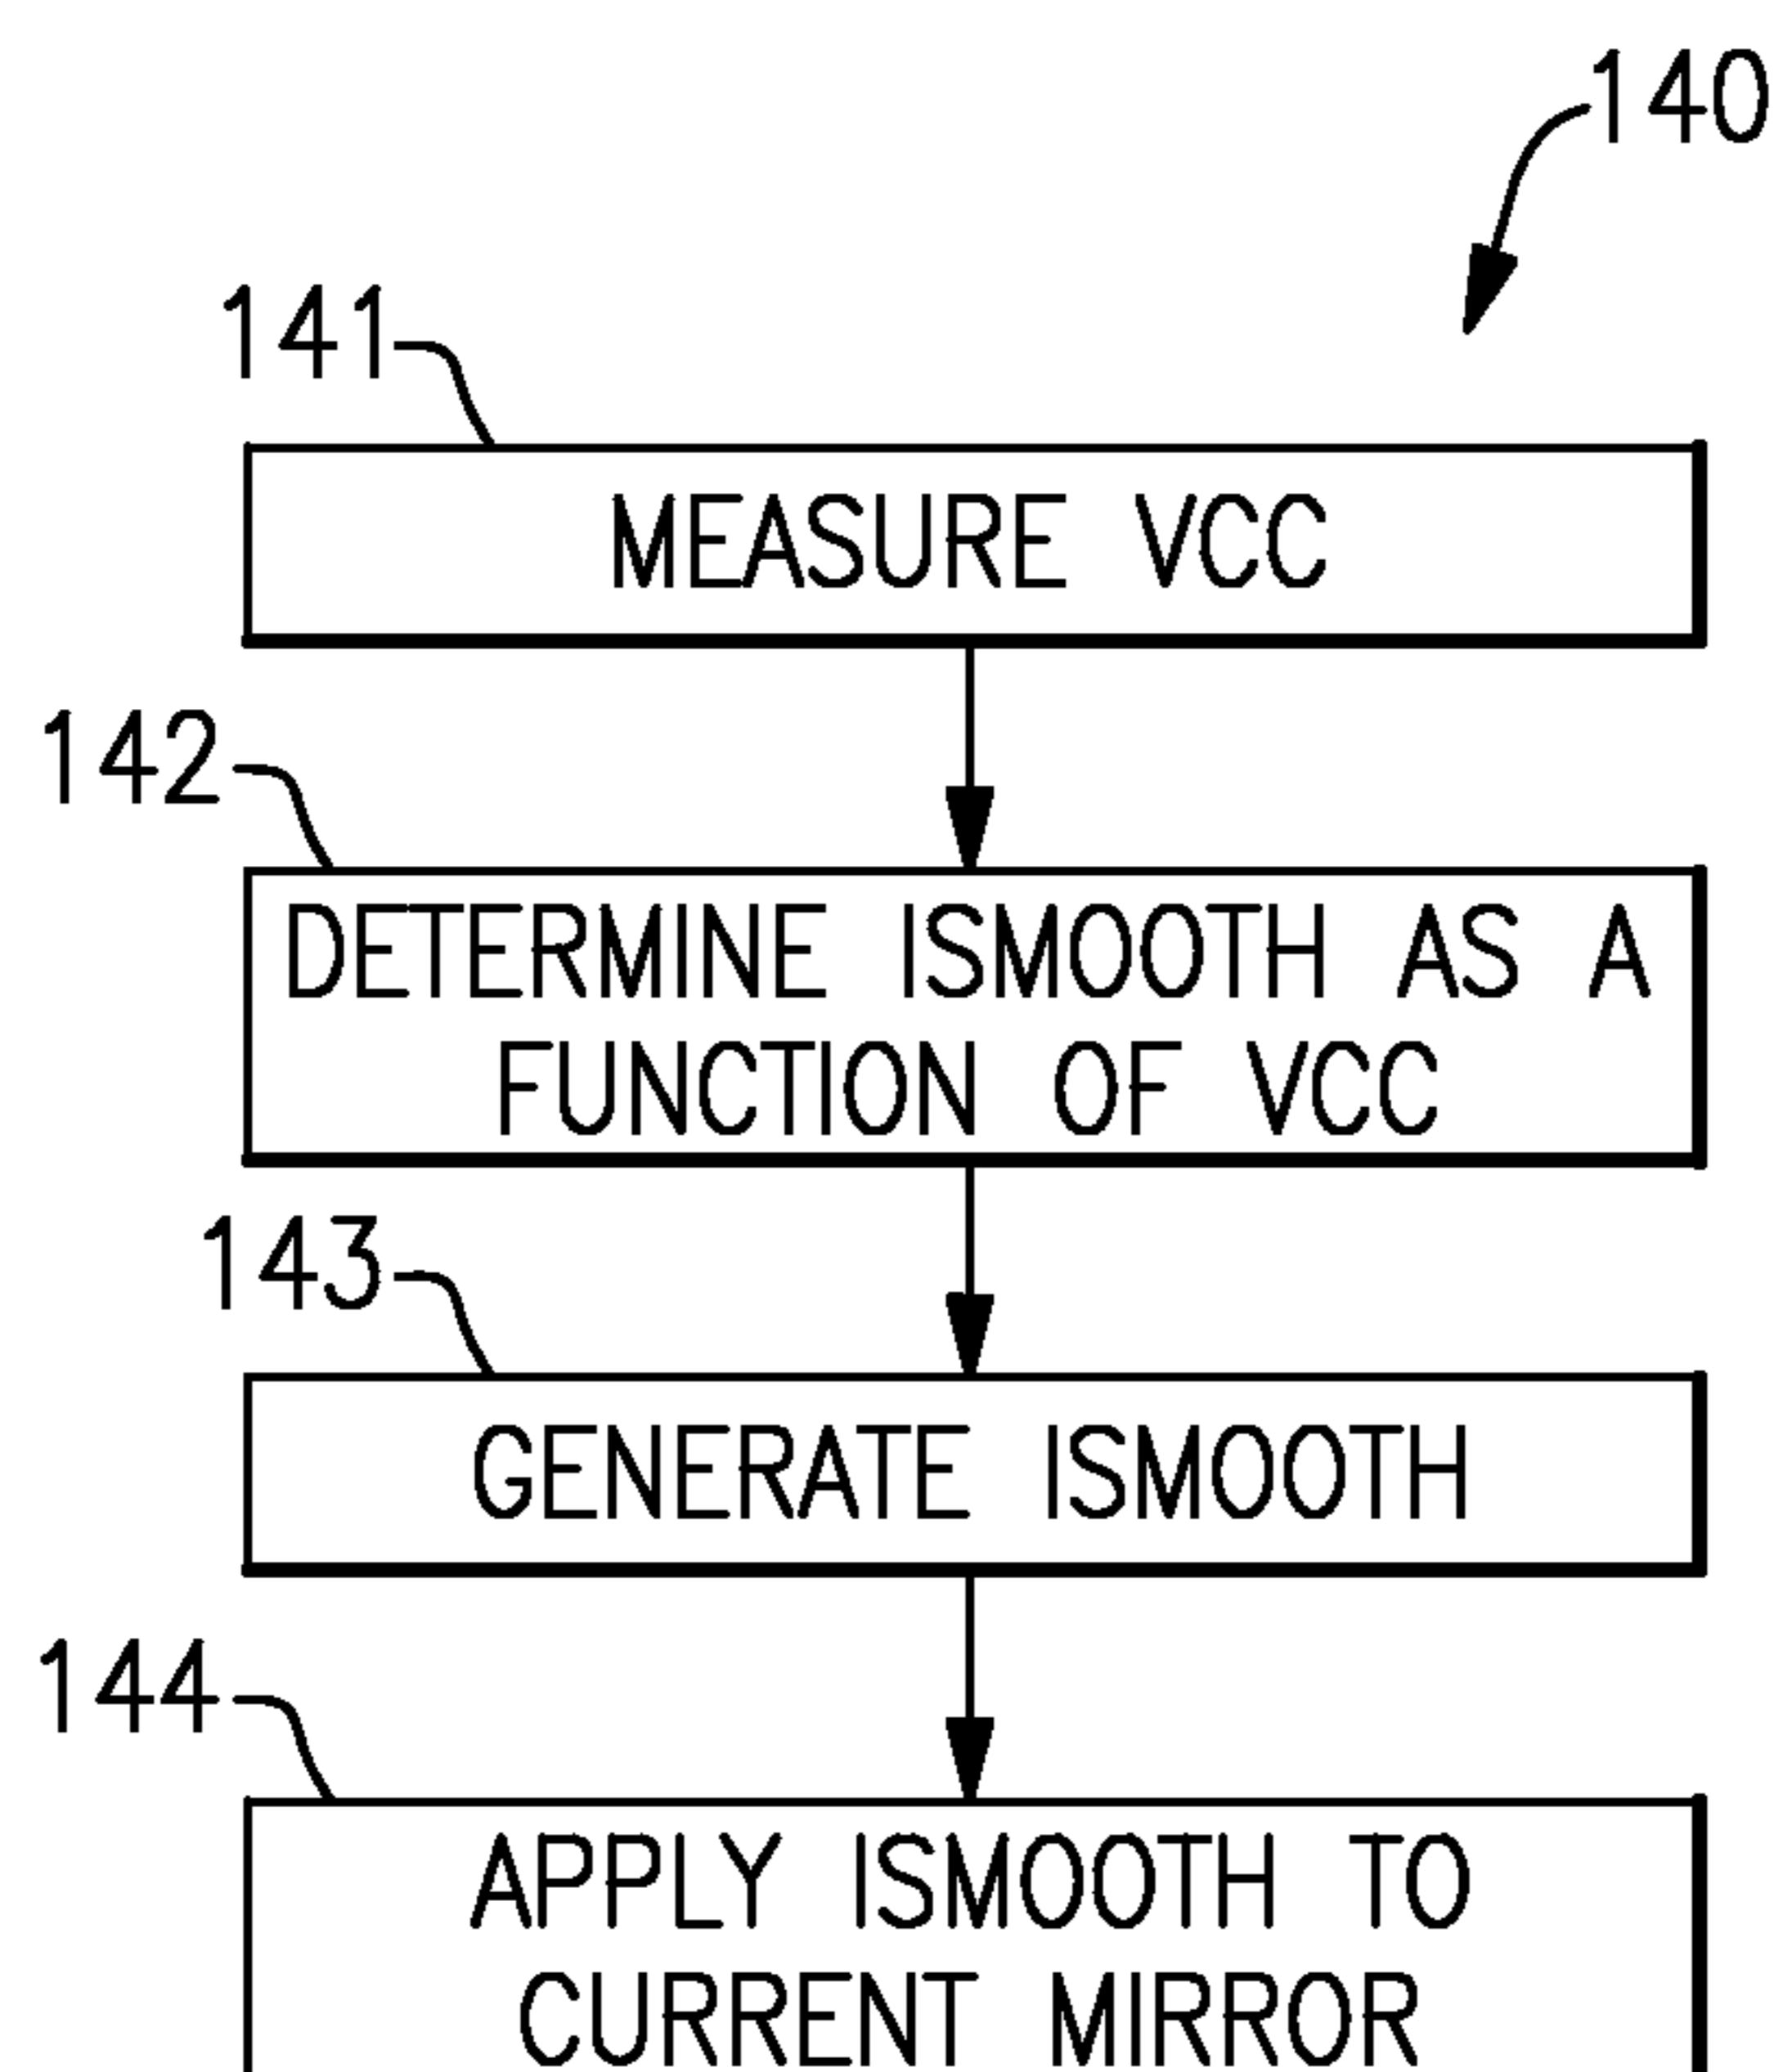 140
141
MEASURE VCC
142
DETERMINE ISMOOTH AS A
FUNCTION OF VCC
143
GENERATE ISMOOTH
144
APPLY ISMOOTH TO
CURRENT MIRROR